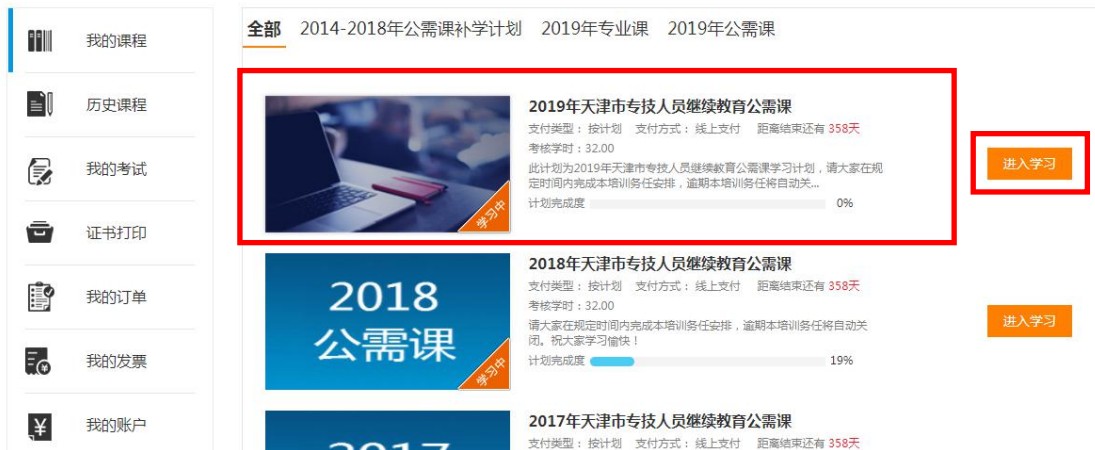 我的课程
历史课程
我的考试
证书打印
我的订单
我的发票
我的账户
全部 2014-2018年公需课补学计划 2019年专业课 2019年公需课
2019年天津市专技人员继续教育公需课
支付类型： 按计划 支付方式： 线上支付 距离结束还有 358天
考核学时：32.00
此计划为2019年天津市专技人员继续教育公需课学习计划，请大家在规
定时间内完成本培训务任安排，逾期本培训务任将自动关...
计划完成度 0%
学习中
进入学习
2018
公需课
学习中
2018年天津市专技人员继续教育公需课
支付类型： 按计划 支付方式： 线上支付 距离结束还有 358天
考核学时：32.00
请大家在规定时间内完成本培训务任安排，逾期本培训务任将自动关
闭。祝大家学习愉快！
计划完成度 19%
进入学习
2017
2017年天津市专技人员继续教育公需课
支付类型： 按计划 支付方式： 线上支付 距离结束还有 358天